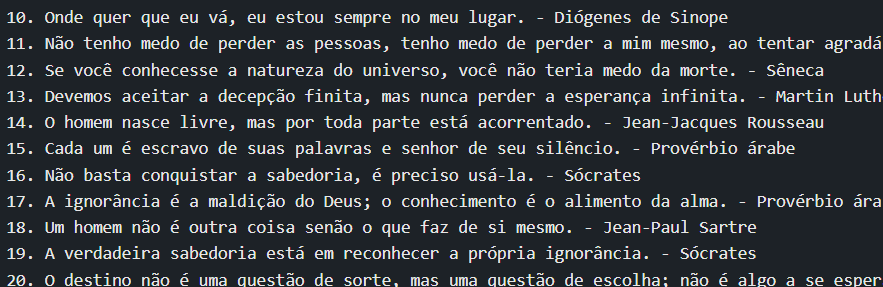 10. Onde quer que eu vá, eu estou sempre no meu lugar. - Diógenes de Sinope
11. Não tenho medo de perder as pessoas, tenho medo de perder a mim mesmo, ao tentar agradá
12. Se você conhecesse a natureza do universo, você não teria medo da morte. - Sêneca
13. Devemos aceitar a decepção finita, mas nunca perder a esperança infinita. - Martin Luth
14. O homem nasce livre, mas por toda parte está acorrentado. - Jean-Jacques Rousseau
15. Cada um é escravo de suas palavras e senhor de seu silêncio. - Provérbio árabe
16. Não basta conquistar a sabedoria, é preciso usá-la. - Sócrates
17. A ignorância é a maldição do Deus; o conhecimento é o alimento da alma. - Provérbio ára
18. Um homem não é outra coisa senão o que faz de si mesmo. - Jean-Paul Sartre
19. A verdadeira sabedoria está em reconhecer a própria ignorância. - Sócrates
20. O destino não é uma questão de sorte, mas uma questão de escolha; não é algo a se esper